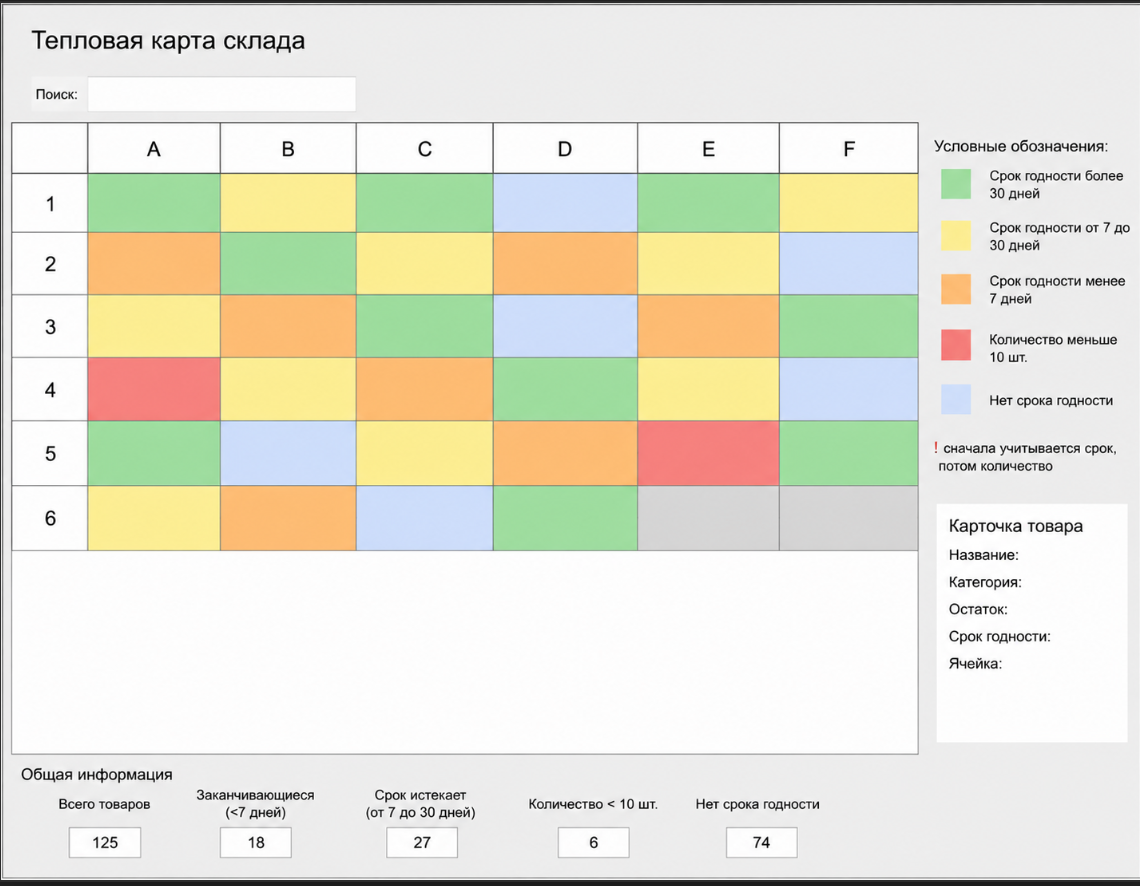 Тепловая карта склада
Поиск:
A B C D E F
1
2
3
4
5
6
Условные обозначения:
Срок годности более
30 дней
Срок годности от 7 до
30 дней
Срок годности менее
7 дней
Количество меньше
10 шт.
Нет срока годности
! сначала учитывается срок,
потом количество
Карточка товара
Название:
Категория:
Остаток:
Срок годности:
Ячейка:
Общая информация
Всего товаров
125
Заканчивающиеся
(<7 дней)
18
Срок истекает
(от 7 до 30 дней)
27
Количество < 10 шт.
6
Нет срока годности
74